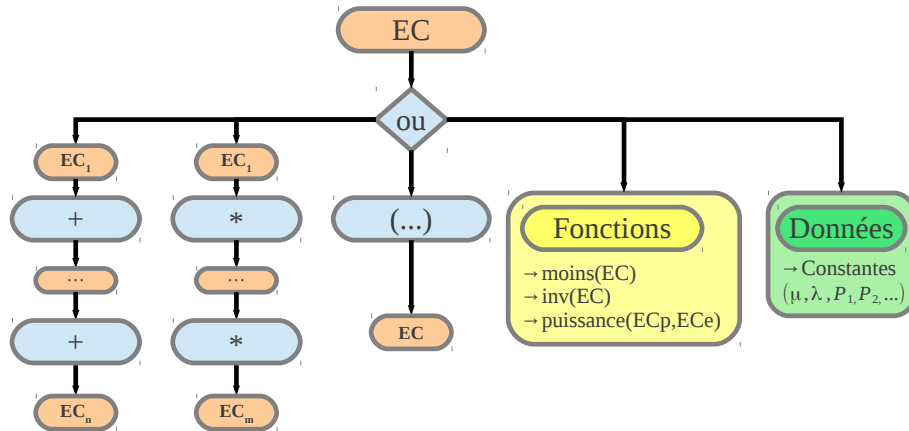 EC
ou
EC₁
+
...
+
ECₙ
EC₁
*
...
*
ECₘ
(...)
EC
Fonctions
→moins(EC)
→inv(EC)
→puissance(ECp,ECe)
Données
→Constantes
(μ,λ,P₁,P₂,...)